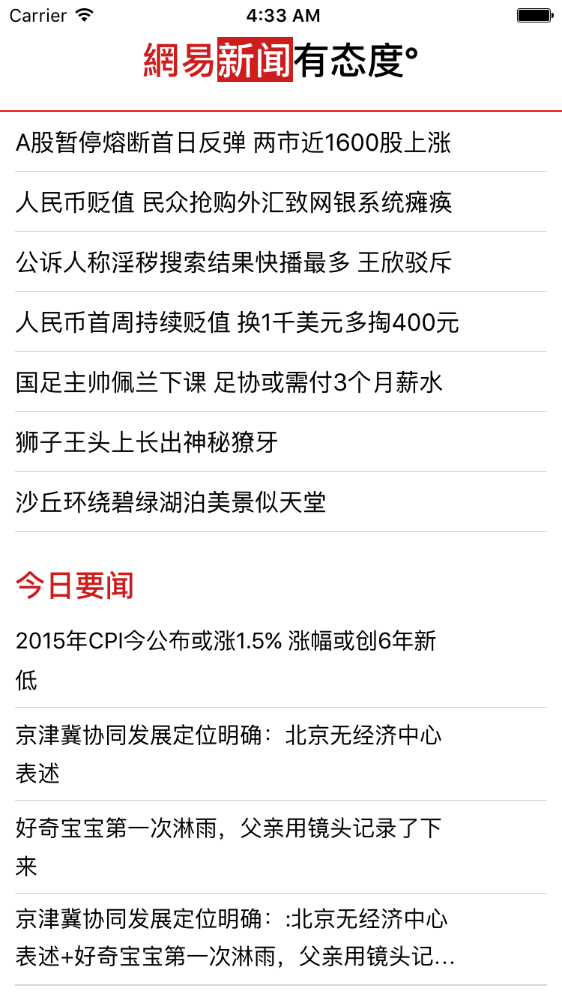 Carrier 4:33 AM
網易新闻有态度°
A股暂停熔断首日反弹 两市近1600股上涨
人民币贬值 民众抢购外汇致网银系统瘫痪
公诉人称淫秽搜索结果快播最多 王欣驳斥
人民币首周持续贬值 换1千美元多掏400元
国足主帅佩兰下课 足协或需付3个月薪水
狮子王头上长出神秘獠牙
沙丘环绕碧绿湖泊美景似天堂
今日要闻
2015年CPI今公布或涨1.5% 涨幅或创6年新
低
京津冀协同发展定位明确：北京无经济中心
表述
好奇宝宝第一次淋雨，父亲用镜头记录了下
来
京津冀协同发展定位明确：:北京无经济中心
表述+好奇宝宝第一次淋雨，父亲用镜头记...